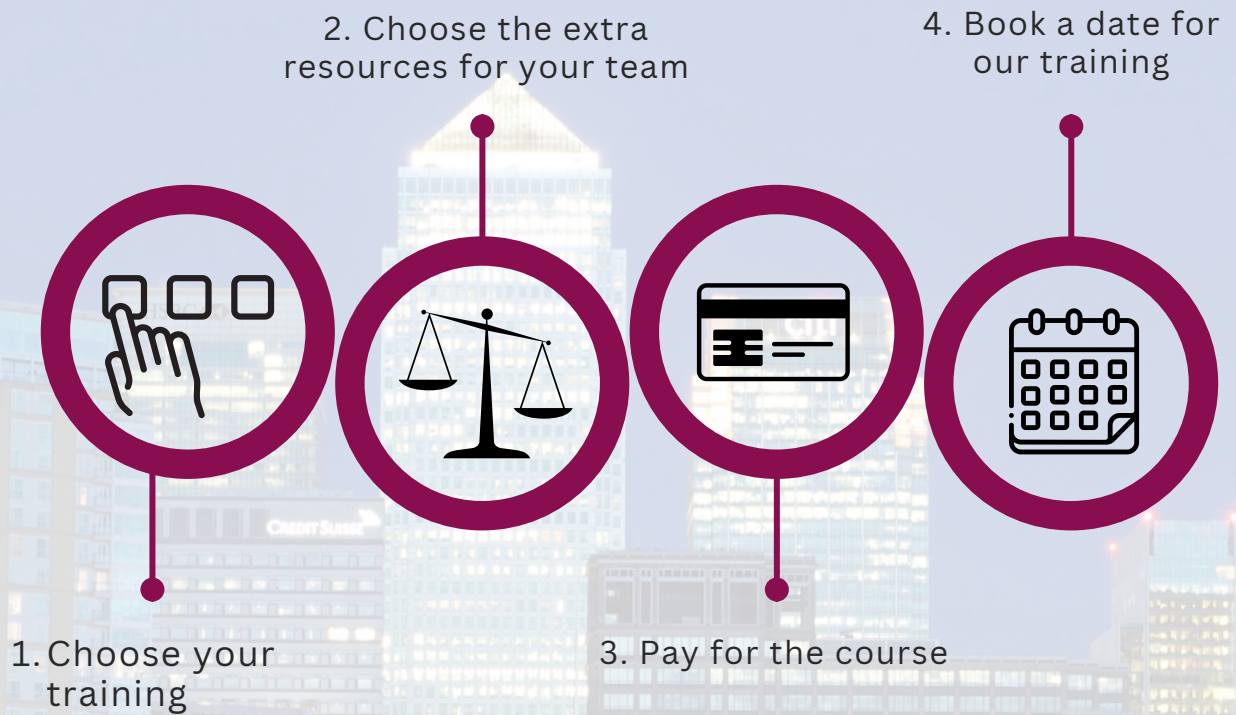 2. Choose the extra
resources for your team
4. Book a date for
our training
CITI
CREDIT SUISSE
1. Choose your
training
3. Pay for the course